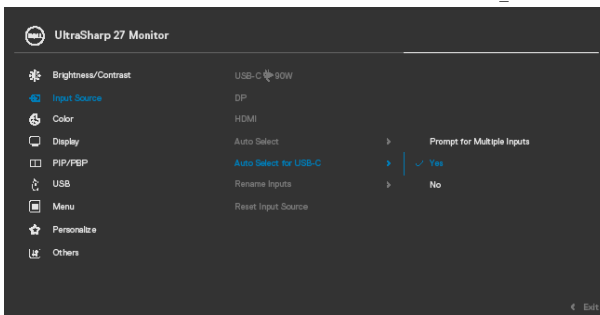 DELL UltraSharp 27 Monitor
Brightness/Contrast
USB-C 90W
Input Source
DP
Color
HDMI
Display
Auto Select
Prompt for Multiple Inputs
PIP/PBP
Auto Select for USB-C
Yes
USB
Rename Inputs
No
Menu
Reset Input Source
Personalize
Others
Exit